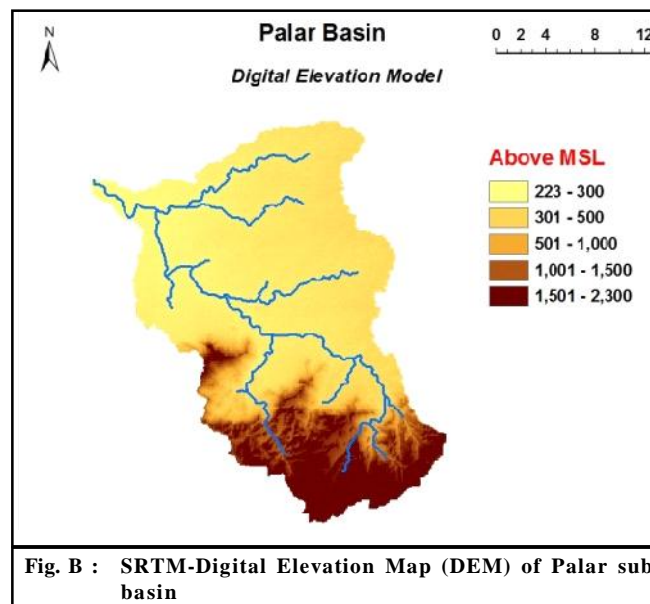 N
Palar Basin
0 2 4 8 12
Digital Elevation Model
Above MSL
223 - 300
301 - 500
501 - 1,000
1,001 - 1,500
1,501 - 2,300
Fig. B : SRTM-Digital Elevation Map (DEM) of Palar sub
basin